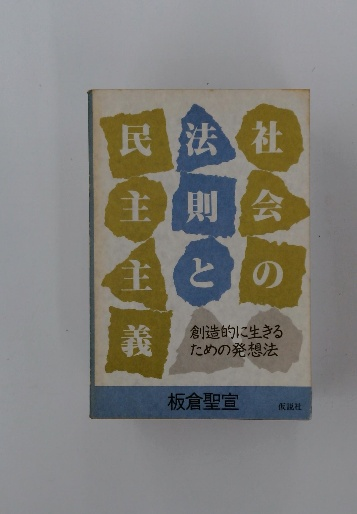 社会の
法則と
民主主義
創造的に生きる
ための発想法
板倉聖宣
仮説社